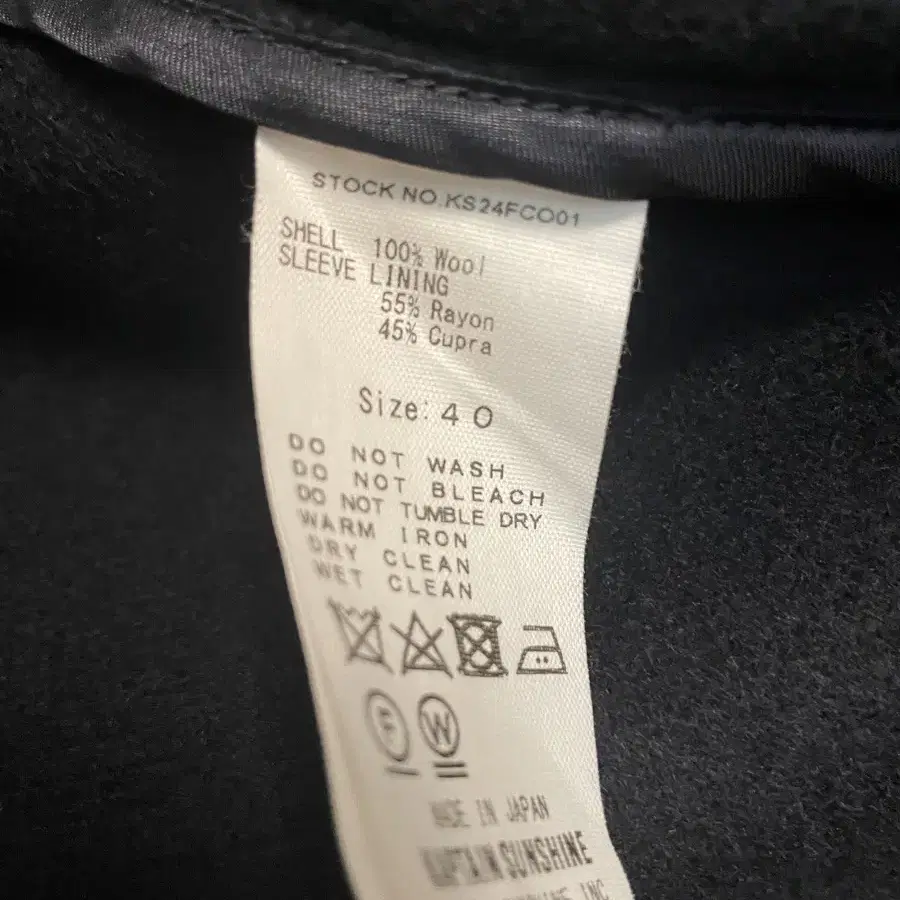 STOCK NO.KS24FCO01
SHELL 100% Wool
SLEEVE LINING
55% Rayon
45% Cupra
Size: 40
DO NOT WASH
DO NOT BLEACH
DO NOT TUMBLE DRY
WARM IRON
DRY CLEAN
WET CLEAN
F W
MADE IN JAPAN
KAPTAIN SUNSHINE
INC